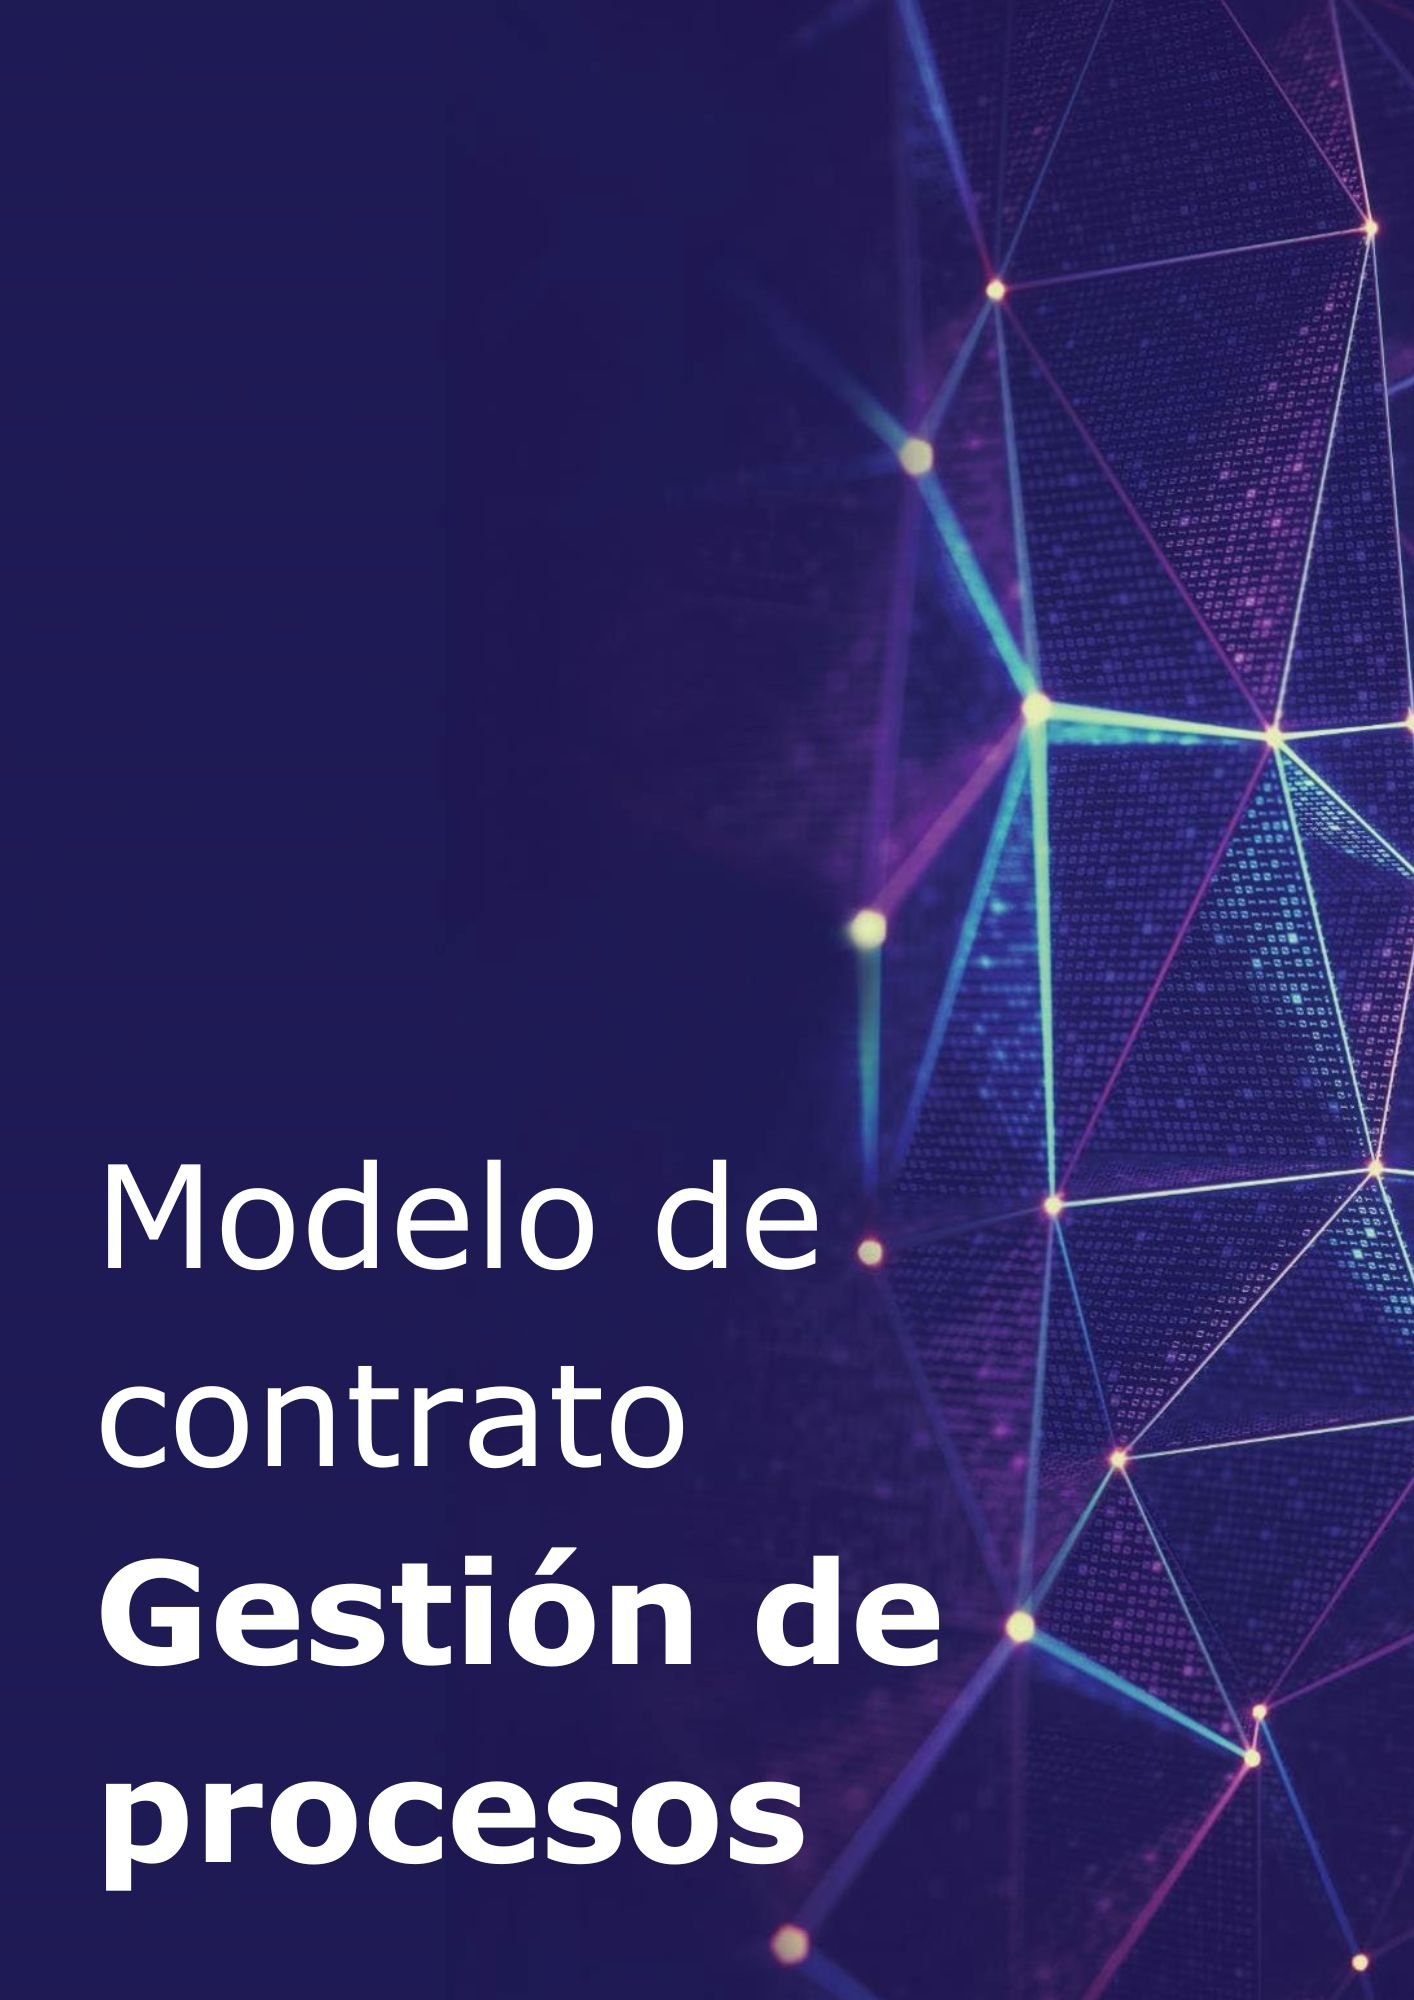 Modelo de
contrato
Gestión de
procesos